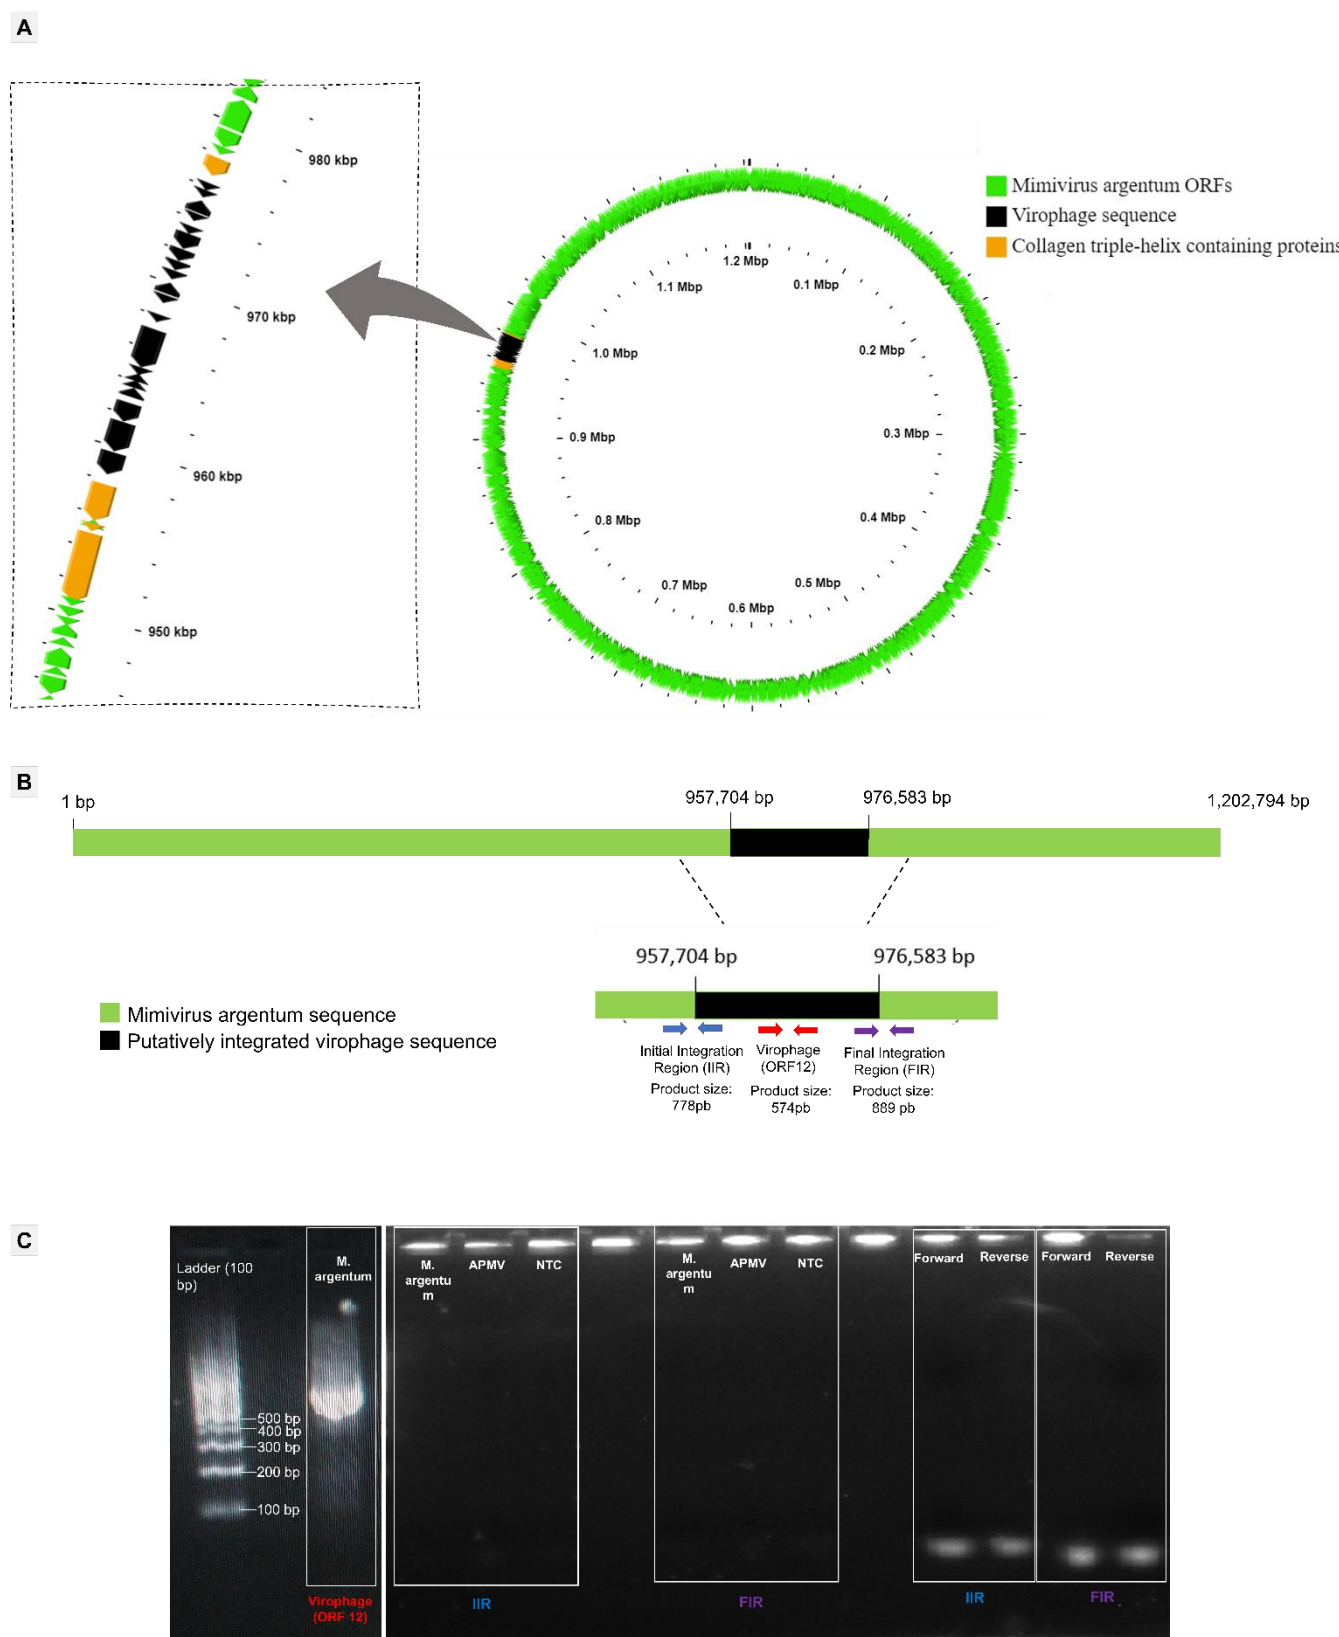 A
980 kbp
970 kbp
960 kbp
950 kbp
1.2 Mbp
0.1 Mbp
0.2 Mbp
0.3 Mbp
0.4 Mbp
0.5 Mbp
0.6 Mbp
0.7 Mbp
0.8 Mbp
0.9 Mbp
1.0 Mbp
1.1 Mbp
Mimivirus argentum ORFs
Virophage sequence
Collagen triple-helix containing proteins
B
1 bp
957,704 bp
976,583 bp
1,202,794 bp
957,704 bp
976,583 bp
Mimivirus argentum sequence
Putatively integrated virophage sequence
Initial Integration
Region (IIR)
Product size:
778pb
Virophage
(ORF12)
Product size:
574pb
Final Integration
Region (FIR)
Product size:
889 pb
C
Ladder (100
bp)
500 bp
400 bp
300 bp
200 bp
100 bp
M.
argentum
Virophage
(ORF 12)
M.
argentu
m
APMV
NTC
IIR
M.
argentu
m
APMV
NTC
FIR
Forward
Reverse
IIR
Forward
Reverse
FIR